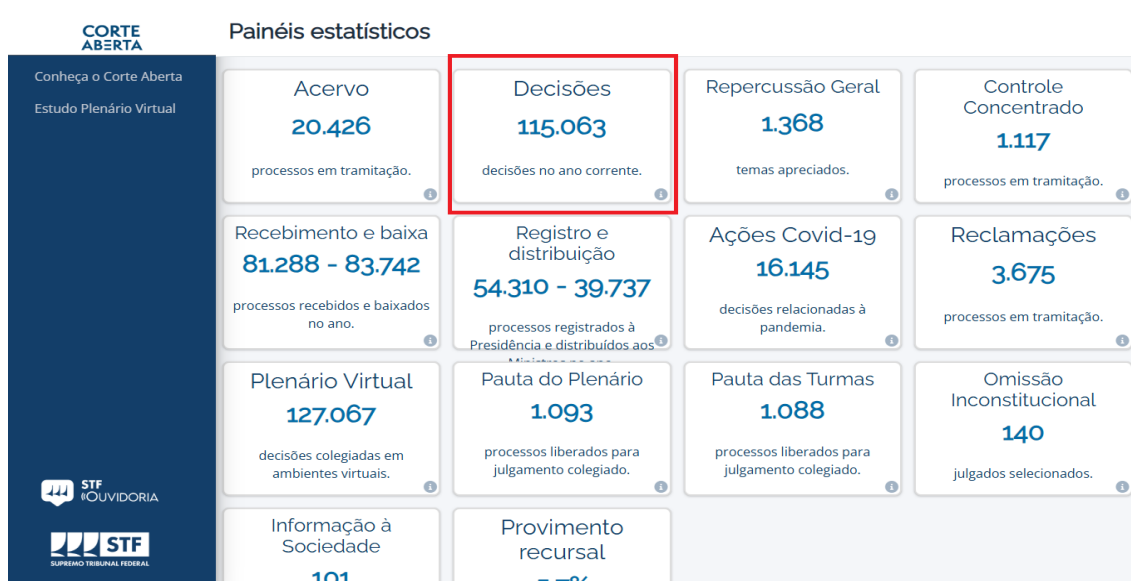 CORTE
ABERTA
Painéis estatísticos
Conheça o Corte Aberta
Estudo Plenário Virtual
Acervo
20.426
processos em tramitação.
Decisões
115.063
decisões no ano corrente.
Repercussão Geral
1.368
temas apreciados.
Controle
Concentrado
1.117
processos em tramitação.
Recebimento e baixa
81.288 - 83.742
processos recebidos e baixados
no ano.
Registro e
distribuição
54.310 - 39.737
processos registrados à
Presidência e distribuídos aos
Ações Covid-19
16.145
decisões relacionadas à
pandemia.
Reclamações
3.675
processos em tramitação.
Plenário Virtual
127.067
decisões colegiadas em
ambientes virtuais.
Pauta do Plenário
1.093
processos liberados para
julgamento colegiado.
Pauta das Turmas
1.088
processos liberados para
julgamento colegiado.
Omissão
Inconstitucional
140
julgados selecionados.
Informação à
Sociedade
101
Provimento
recursal
STF
OUVIDORIA
STF
SUPREMO TRIBUNAL FEDERAL